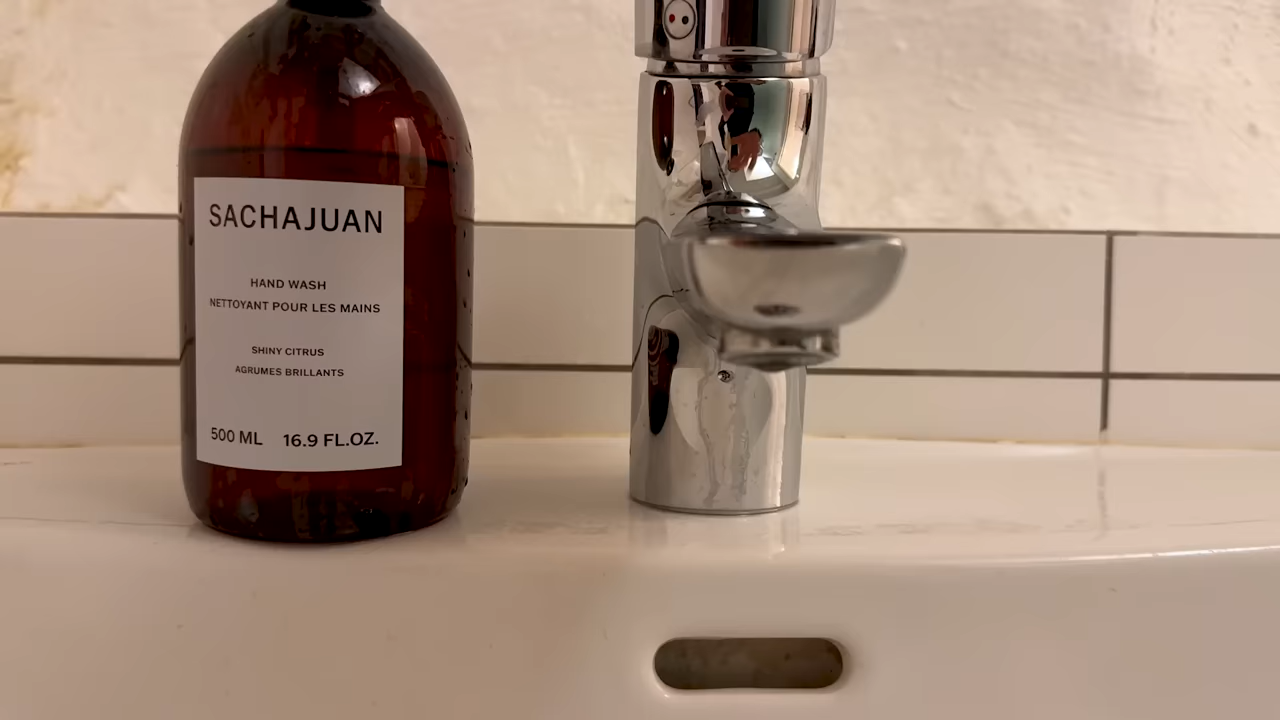 SACHAJUAN
HAND WASH
NETTOYANT POUR LES MAINS
SHINY CITRUS
AGRUMES BRILLANTS
500 ML 16.9 FL.OZ.